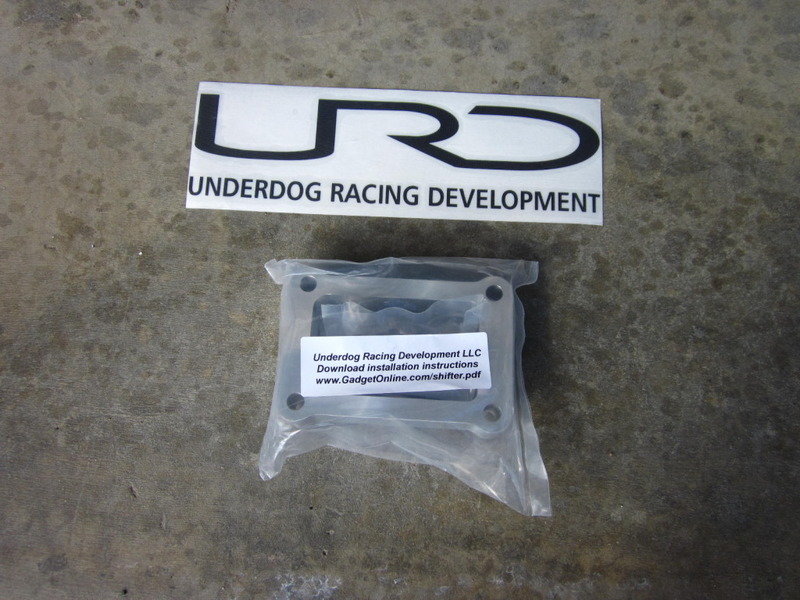 URD
UNDERDOG RACING DEVELOPMENT
Underdog Racing Development LLC
Download installation instructions
www.GadgetOnline.com/shifter.pdf